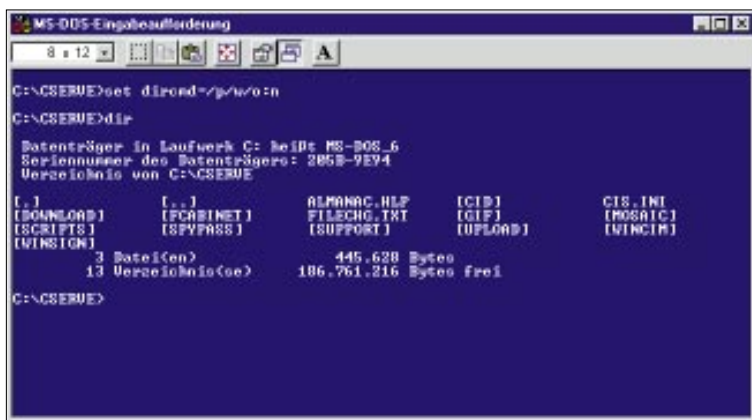 MS-DOS-Eingabeaufforderung
8 x 12 A
C:\CSERVE>set dircmd=/p/w/o:n
C:\CSERVE>dir
Datenträger in Laufwerk C: heißt MS-DOS_6
Seriennummer des Datenträgers: 205B-9E94
Verzeichnis von C:\CSERVE
[.] [..] ALMANAC.HLP [CID] CIS.INI
[DOWNLOAD] [FCABINET] FILECHG.TXT [GIF] [MOSAIC]
[SCRIPTS] [SPYPASS] [SUPPORT] [UPLOAD] [WINCIM]
[WINSIGN]
3 Datei(en) 445.628 Bytes
13 Verzeichnis(se) 186.761.216 Bytes frei
C:\CSERVE>